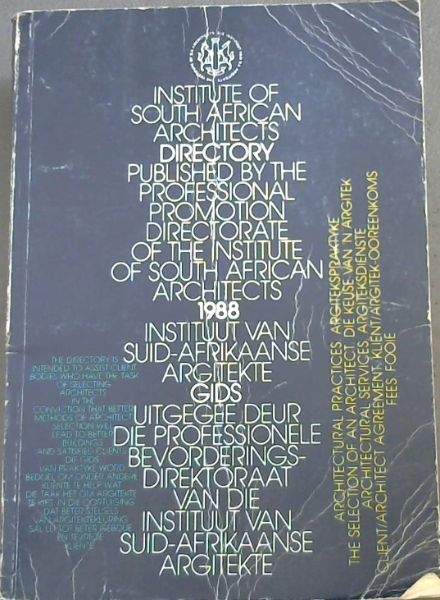 INSTITUTE OF
SOUTH AFRICAN
ARCHITECTS
DIRECTORY
PUBLISHED BY THE
PROFESSIONAL
PROMOTION
DIRECTORATE
OF THE INSTITUTE
OF SOUTH AFRICAN
ARCHITECTS
1988
INSTITUUT VAN
SUID-AFRIKAANSE
ARGITEKTE
GIDS
UITGEGEE DEUR
DIE PROFESSIONELE
BEVORDERINGS-
DIREKTORAAT
VAN DIE
INSTITUUT VAN
SUID-AFRIKAANSE
ARGITEKTE
THE DIRECTORY IS
INTENDED TO ASSIST CLIENT
BODIES WHO HAVE THE TASK
OF SELECTING
ARCHITECTS
IN THE
CONVICTION THAT BETTER
METHODS OF ARCHITECT
SELECTION WILL
LEAD TO BETTER
BUILDINGS
AND SATISFIED CLIENTS
DIE GIDS
VAN PRAKTYKE WORD
BEDOEL OM ONDER ANDERE
KLIËNTE TE HELP WAT
DIE TAAK HET OM ARGITEKTE
TE KIES IN DIE OORTUIGING
DAT BETER STELSELS
VAN ARGITEKTEKEURING
SAL LEI TOT BETER GEBOUE
EN TEVREDE
KLIËNTE
ARCHITECTURAL PRACTICES ARGITEKSPRAKTYKE
THE SELECTION OF AN ARCHITECT DIE KEUSE VAN 'N ARGITEK
ARCHITECTURAL SERVICES ARGITEKSDIENSTE
CLIENT/ARCHITECT AGREEMENT KLIENT/ARGITEK-OOREENKOMS
FEES FOOIE